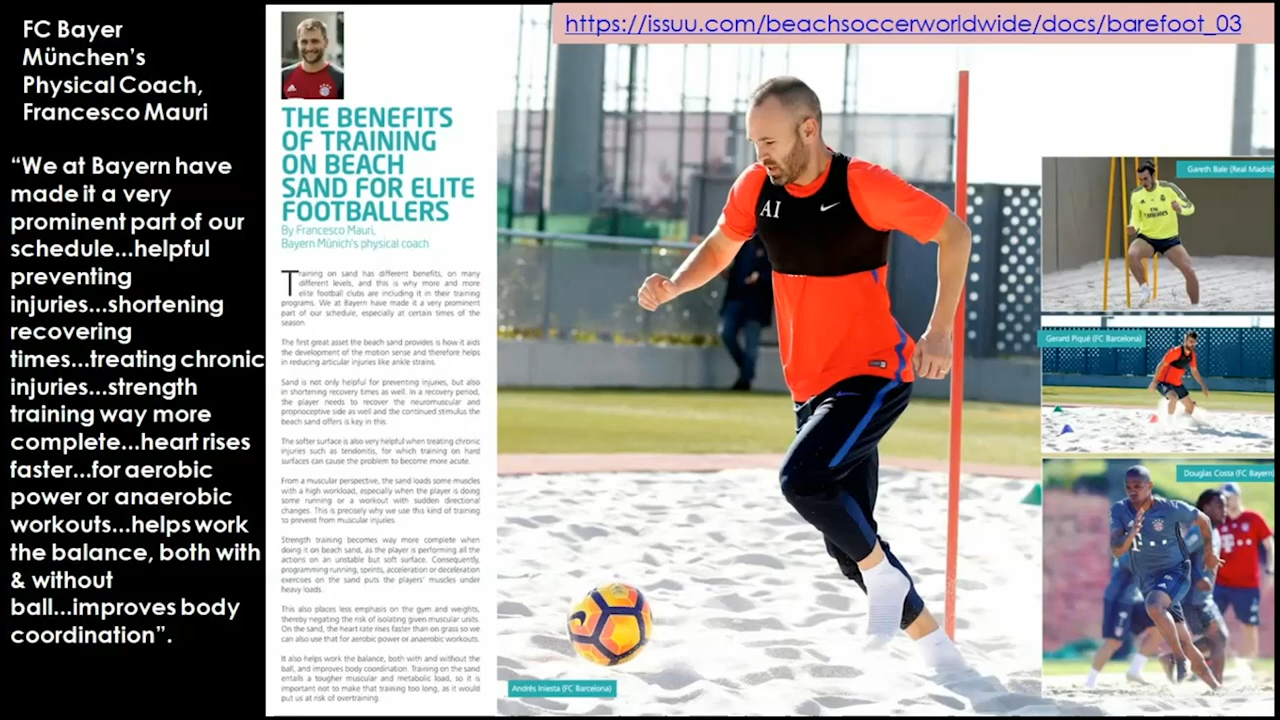 FC Bayer
München’s
Physical Coach,
Francesco Mauri
“We at Bayern have
made it a very
prominent part of our
schedule...helpful
preventing
injuries...shortening
recovering
times...treating chronic
injuries...strength
training way more
complete...heart rises
faster...for aerobic
power or anaerobic
workouts...helps work
the balance, both with
& without
ball...improves body
coordination”.
THE BENEFITS
OF TRAINING
ON BEACH
SAND FOR ELITE
FOOTBALLERS
By Francesco Mauri,
Bayern Münich's physical coach
Training on sand has different benefits, on many
different levels, and this is why more and more
elite football clubs are including it in their training
programs. We at Bayern have made it a very prominent
part of our schedule, especially at certain times of the
season.
The first great asset the beach sand provides is how it aids
the development of the motion sense and therefore helps
in reducing articular injuries like ankle strains.
Sand is not only helpful for preventing injuries, but also
in shortening recovery times as well. In a recovery period,
the player needs to recover the neuromuscular and
proprioceptive side as well and the continued stimulus the
beach sand offers is key in this.
The softer surface is also very helpful when treating chronic
injuries such as tendonitis, for which training on hard
surfaces can cause the problem to become more acute.
From a muscular perspective, the sand loads some muscles
with a high workload, especially when the player is doing
some running or a workout with sudden directional
changes. This is precisely why we use this kind of training
to prevent from muscular injuries.
Strength training becomes way more complete when
doing it on beach sand, as the player is performing all the
actions on an unstable but soft surface. Consequently,
programming running, sprints, acceleration or deceleration
exercises on the sand puts the players' muscles under
heavy loads.
This also places less emphasis on the gym and weights,
thereby negating the risk of isolating given muscular units.
On the sand, the heart rate rises faster than on grass so we
can also use that for aerobic power or anaerobic workouts.
It also helps work the balance, both with and without the
ball, and improves body coordination. Training on the sand
entails a tougher muscular and metabolic load, so it is
important not to make that training too long, as it would
put us at risk of overtraining.
https://issuu.com/beachsoccerworldwide/docs/barefoot_03
AI
Andrés Iniesta (FC Barcelona)
Gareth Bale (Real Madrid)
Gerard Piqué (FC Barcelona)
Douglas Costa (FC Bayern)